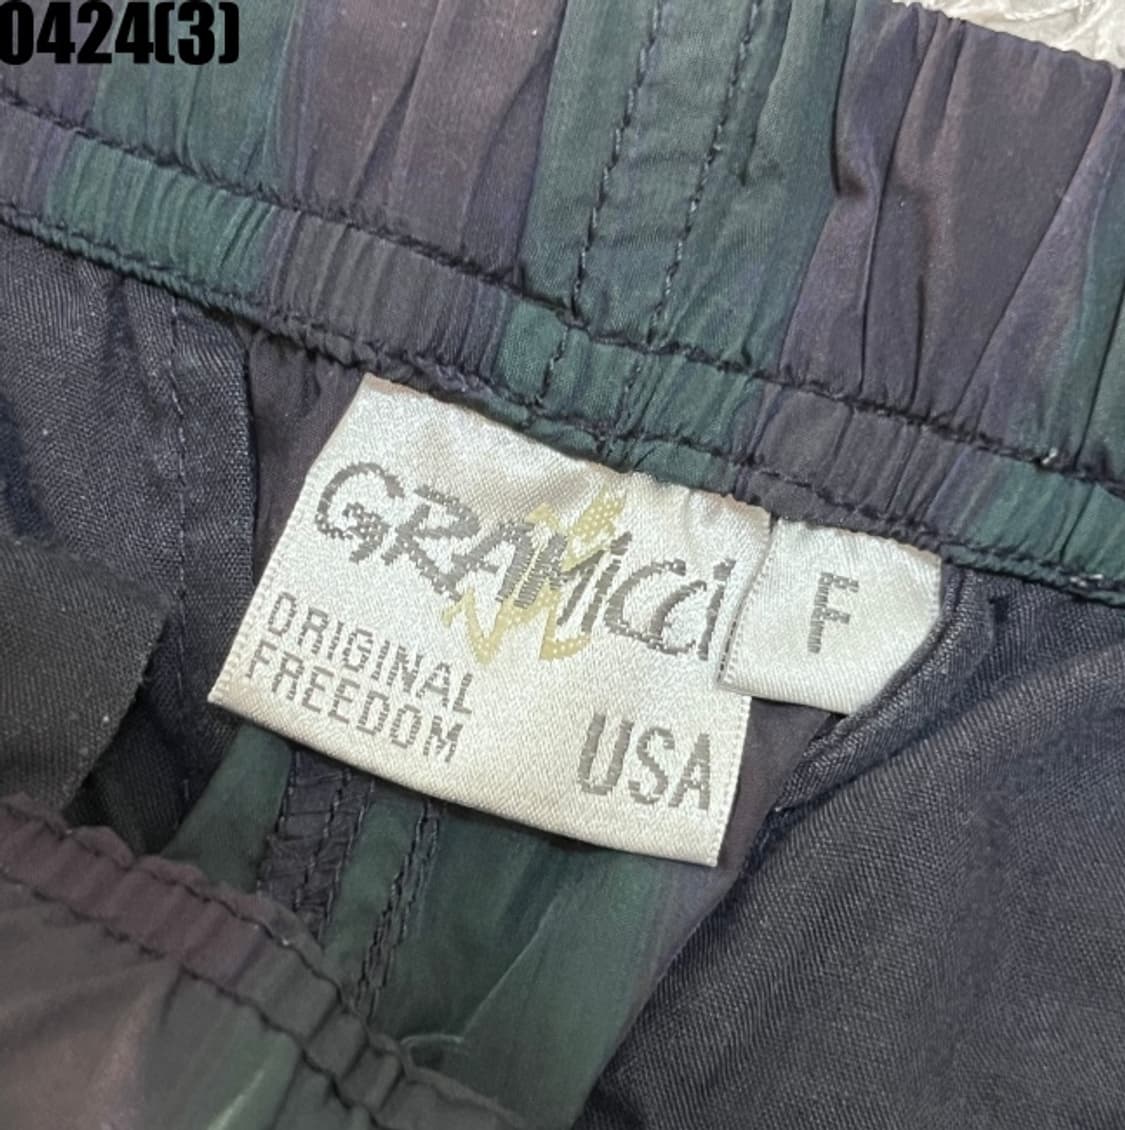 0424(3)
GRAMICCI
F
ORIGINAL
FREEDOM
USA